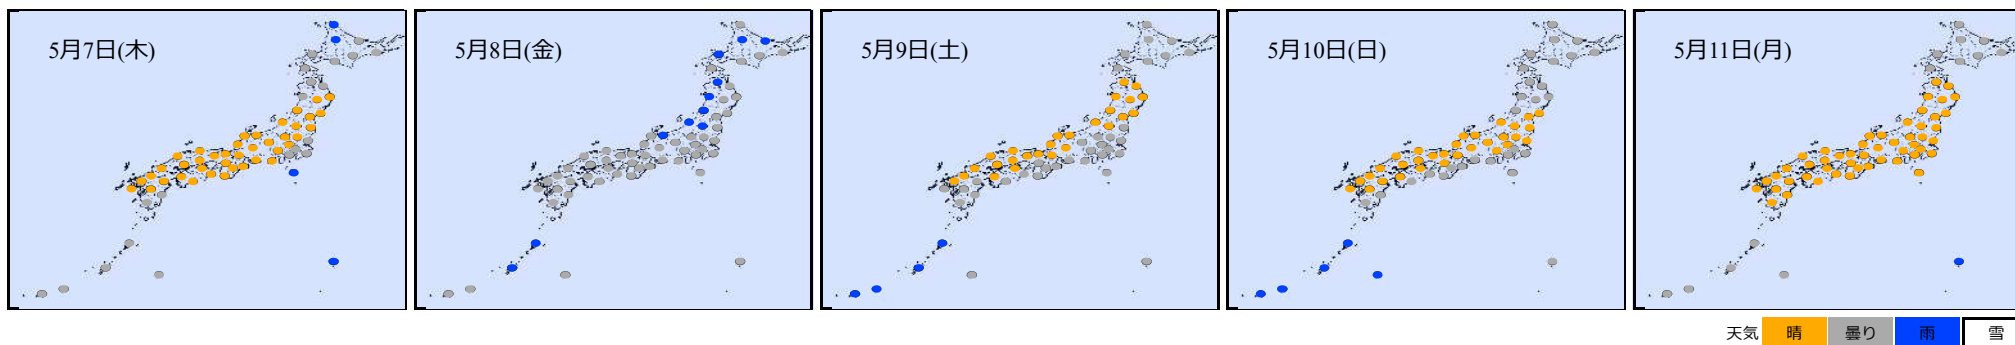 5月7日(木)
5月8日(金)
5月9日(土)
5月10日(日)
5月11日(月)
天気 晴 曇り 雨 雪